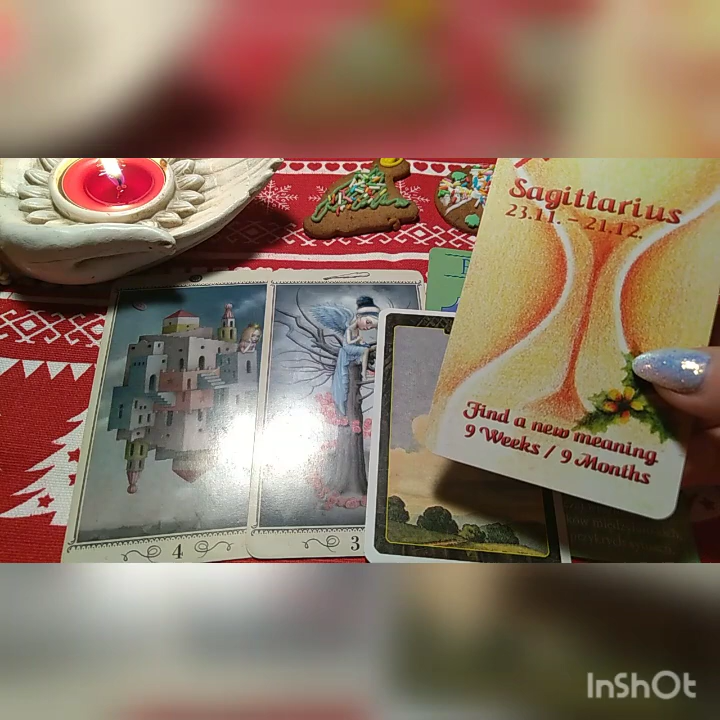 Sagittarius
23.11. – 21.12.
Find a new meaning
9 Weeks / 9 Months
4
3
InShOt